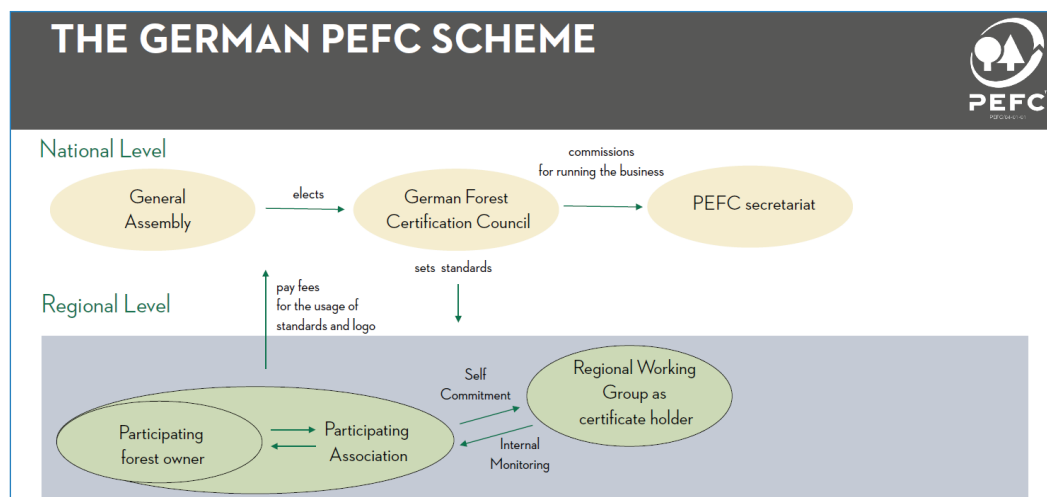 THE GERMAN PEFC SCHEME
PEFC
National Level
General
Assembly
elects
German Forest
Certification Council
commissions
for running the business
PEFC secretariat
sets standards
pay fees
for the usage of
standards and logo
Regional Level
Participating
forest owner
Participating
Association
Self
Commitment
Internal
Monitoring
Regional Working
Group as
certificate holder